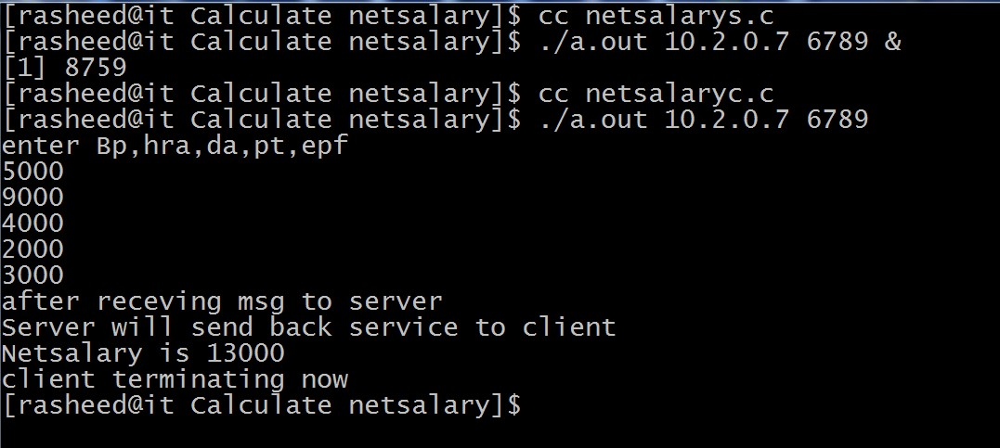 [rasheed@it Calculate netsalary]$ cc netsalarys.c
[rasheed@it Calculate netsalary]$ ./a.out 10.2.0.7 6789 &
[1] 8759
[rasheed@it Calculate netsalary]$ cc netsalaryc.c
[rasheed@it Calculate netsalary]$ ./a.out 10.2.0.7 6789
enter Bp,hra,da,pt,epf
5000
9000
4000
2000
3000
after receving msg to server
Server will send back service to client
Netsalary is 13000
client terminating now
[rasheed@it Calculate netsalary]$